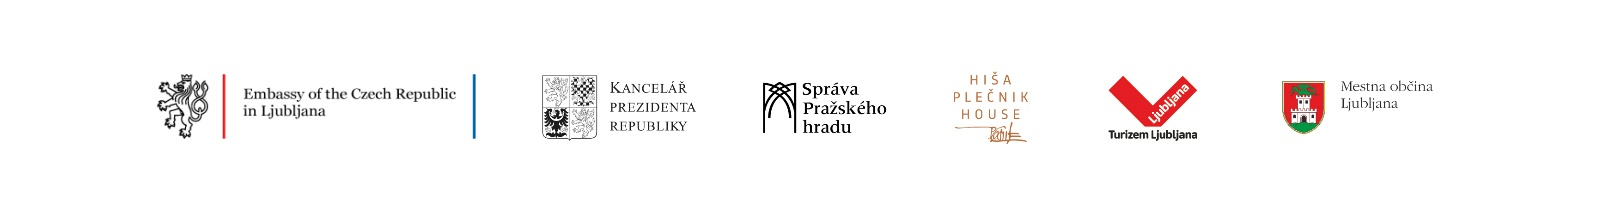 Embassy of the Czech Republic
in Ljubljana
KANCELÁŘ
PREZIDENTA
REPUBLIKY
Správa
Pražského
hradu
HIŠA
PLEČNIK
HOUSE
Ljubljana
Turizem Ljubljana
Mestna občina
Ljubljana